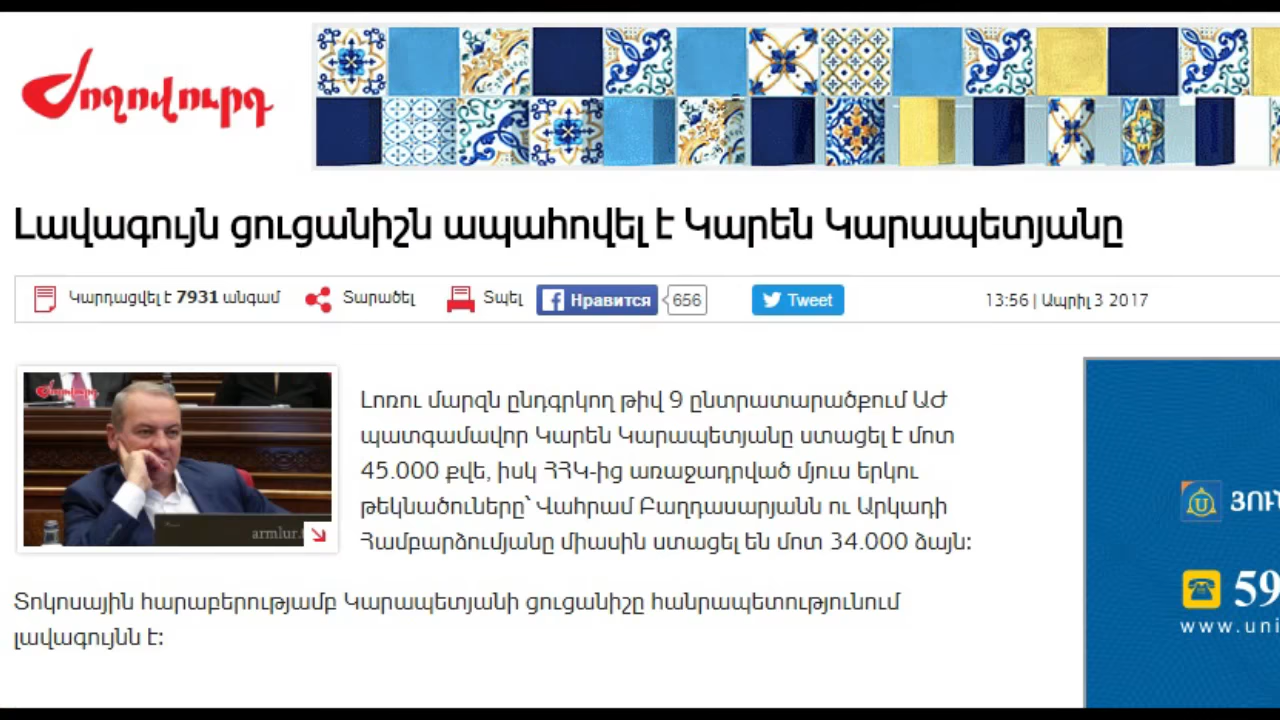 Ժողովուրդ
Լավագույն ցուցանիշն ապահովել է Կարեն Կարապետյանը
Կարդացվել է 7931 անգամ Տարածել Տպել Нравится 656 Tweet 13:56 | Ապրիլ 3 2017
Ժողովուրդ
armlur.
Լոռու մարզն ընդգրկող թիվ 9 ընտրատարածքում ԱԺ
պատգամավոր Կարեն Կարապետյանը ստացել է մոտ
45.000 քվե, իսկ ՀՀԿ-ից առաջադրված մյուս երկու
թեկնածուները՝ Վահրամ Բաղդասարյանն ու Արկադի
Համբարձումյանը միասին ստացել են մոտ 34.000 ձայն:
Տոկոսային հարաբերությամբ Կարապետյանի ցուցանիշը հանրապետությունում
լավագույնն է:
ՅՈՒ
59
www.uni